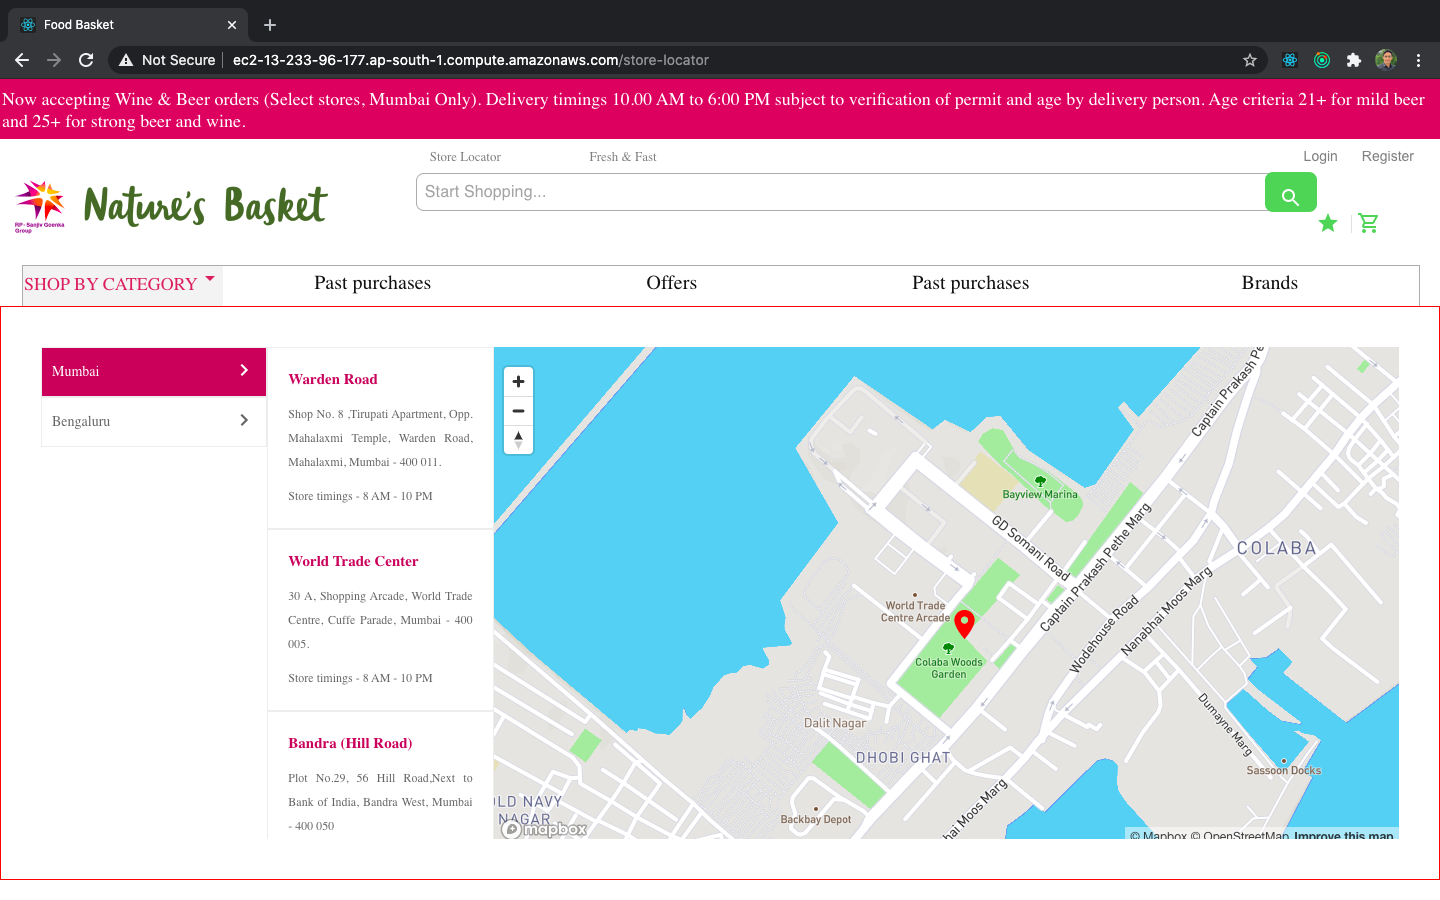 Food Basket
Not Secure
ec2-13-233-96-177.ap-south-1.compute.amazonaws.com/store-locator
Now accepting Wine & Beer orders (Select stores, Mumbai Only). Delivery timings 10.00 AM to 6:00 PM subject to verification of permit and age by delivery person. Age criteria 21+ for mild beer
and 25+ for strong beer and wine.
Store Locator
Fresh & Fast
Login
Register
RP-Sanjiv Goenka
Group
Nature's Basket
Start Shopping...
SHOP BY CATEGORY
Past purchases
Offers
Past purchases
Brands
Mumbai
Bengaluru
Warden Road
Shop No. 8 ,Tirupati Apartment, Opp.
Mahalaxmi Temple, Warden Road,
Mahalaxmi, Mumbai - 400 011.
Store timings - 8 AM - 10 PM
World Trade Center
30 A, Shopping Arcade, World Trade
Centre, Cuffe Parade, Mumbai - 400
005.
Store timings - 8 AM - 10 PM
Bandra (Hill Road)
Plot No.29, 56 Hill Road,Next to
Bank of India, Bandra West, Mumbai
- 400 050
Captain Prakash Pe
Bayview Marina
GD Somani Road
Captain Prakash Pethe Marg
COLABA
World Trade
Centre Arcade
Colaba Woods
Garden
Wodehouse Road
Nanabhai Moos Marg
Dalit Nagar
DHOBI GHAT
Dumayne Marg
Sassoon Docks
OLD NAVY
NAGAR
Backbay Depot
bhai Moos Marg
mapbox
© Mapbox © OpenStreetMap Improve this map